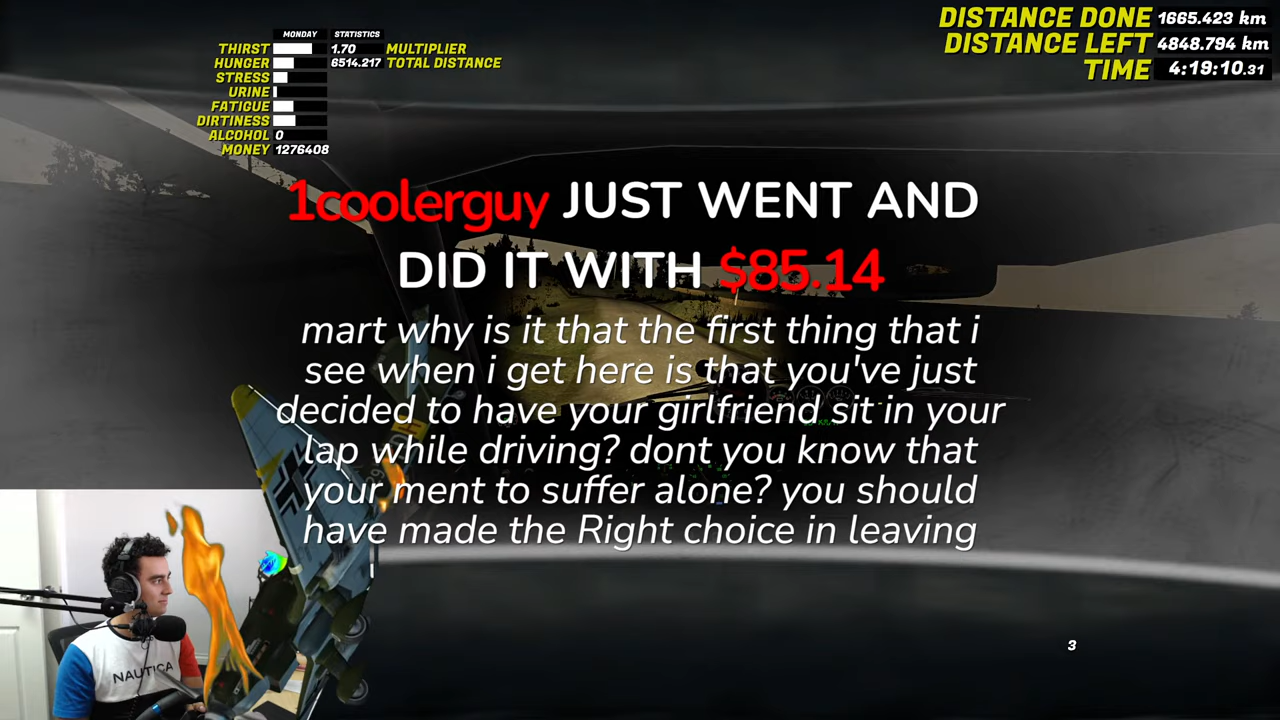 MONDAY STATISTICS
THIRST 1.70 MULTIPLIER
HUNGER 6514.217 TOTAL DISTANCE
STRESS
URINE
FATIGUE
DIRTINESS
ALCOHOL 0
MONEY 1276408
DISTANCE DONE 1665.423 km
DISTANCE LEFT 4848.794 km
TIME 4:19:10.31
1coolerguy JUST WENT AND
DID IT WITH $85.14
mart why is it that the first thing that i
see when i get here is that you've just
decided to have your girlfriend sit in your
lap while driving? dont you know that
your ment to suffer alone? you should
have made the Right choice in leaving
NAUTICA
3